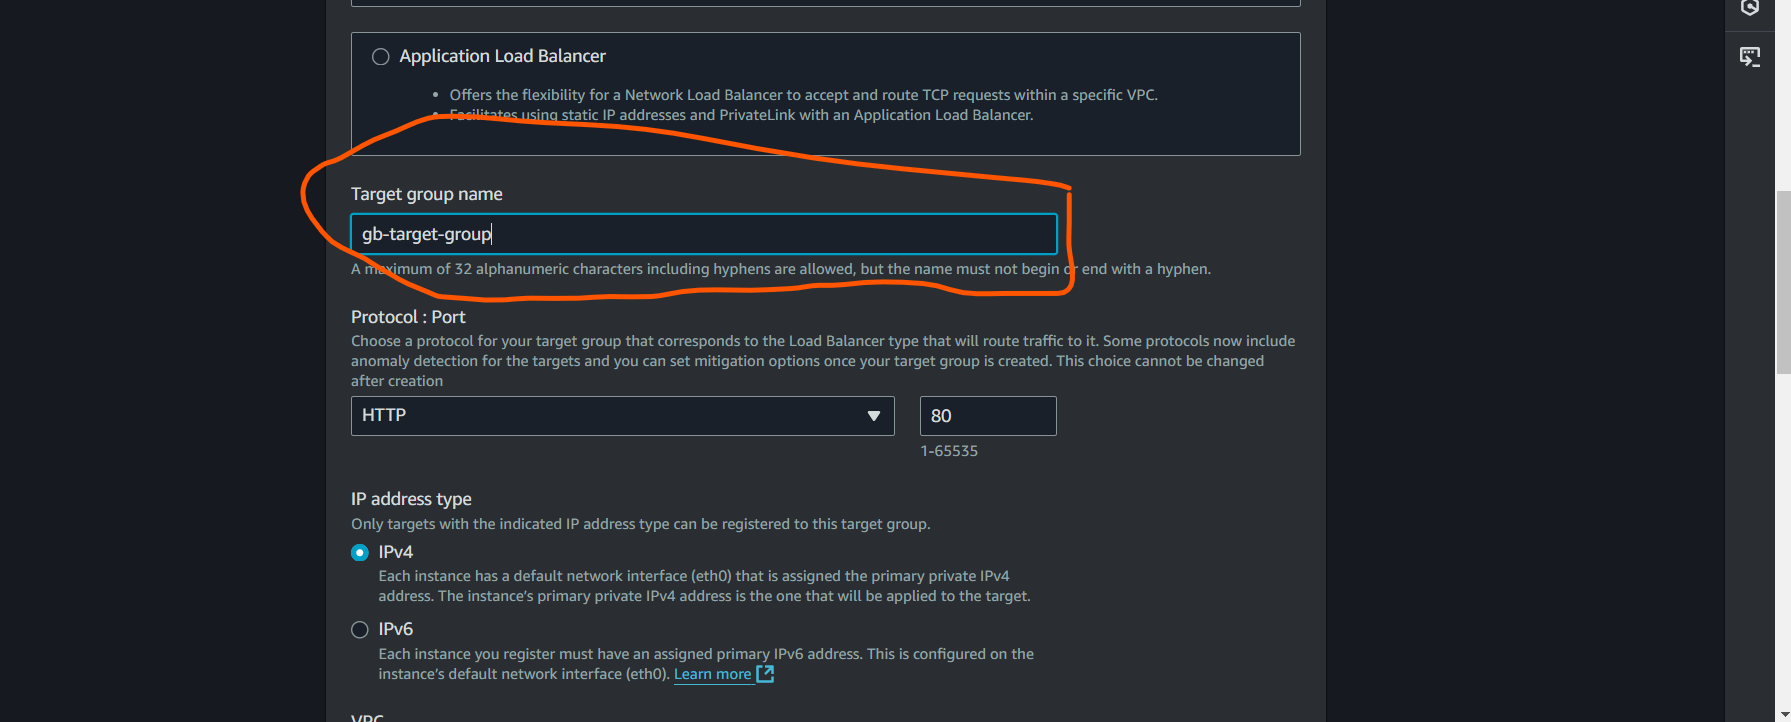 Application Load Balancer
• Offers the flexibility for a Network Load Balancer to accept and route TCP requests within a specific VPC.
• Facilitates using static IP addresses and PrivateLink with an Application Load Balancer.
Target group name
gb-target-group
A maximum of 32 alphanumeric characters including hyphens are allowed, but the name must not begin or end with a hyphen.
Protocol : Port
Choose a protocol for your target group that corresponds to the Load Balancer type that will route traffic to it. Some protocols now include
anomaly detection for the targets and you can set mitigation options once your target group is created. This choice cannot be changed
after creation
HTTP
80
1-65535
IP address type
Only targets with the indicated IP address type can be registered to this target group.
IPv4
Each instance has a default network interface (eth0) that is assigned the primary private IPv4
address. The instance's primary private IPv4 address is the one that will be applied to the target.
IPv6
Each instance you register must have an assigned primary IPv6 address. This is configured on the
instance's default network interface (eth0). Learn more
VPC